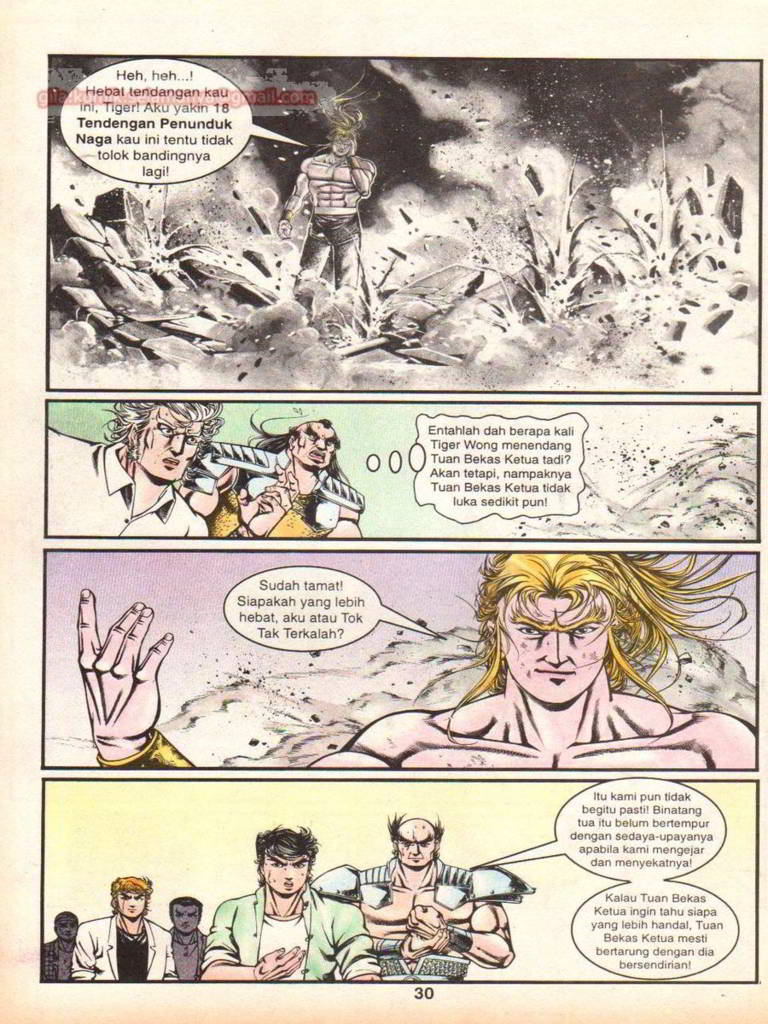 Heh, heh...!
Hebat tendangan kau
ini, Tiger! Aku yakin 18
Tendengan Penunduk
Naga kau ini tentu tidak
tolok bandingnya
lagi!
Entahlah dah berapa kali
Tiger Wong menendang
Tuan Bekas Ketua tadi?
Akan tetapi, nampaknya
Tuan Bekas Ketua tidak
luka sedikit pun!
Sudah tamat!
Siapakah yang lebih
hebat, aku atau Tok
Tak Terkalah?
Itu kami pun tidak
begitu pasti! Binatang
tua itu belum bertempur
dengan sedaya-upayanya
apabila kami mengejar
dan menyekatnya!
Kalau Tuan Bekas
Ketua ingin tahu siapa
yang lebih handal, Tuan
Bekas Ketua mesti
bertarung dengan dia
bersendirian!
30